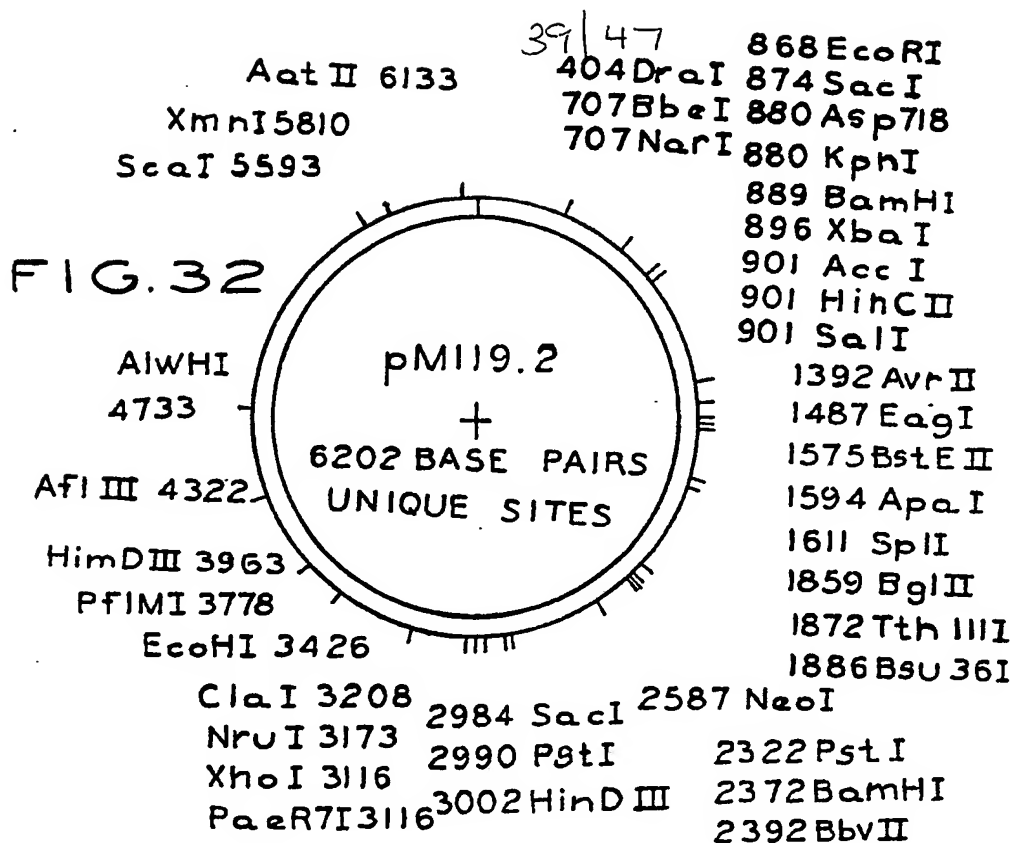 39/47
Aat II 6133
XmnI 5810
ScaI 5593
404 DraI
707 BbeI
707 NarI
868 EcoRI
874 SacI
880 Asp718
880 KpnI
889 BamHI
896 XbaI
901 AccI
901 HinCII
901 SalI
FIG. 32
pM119.2
6202 BASE PAIRS
UNIQUE SITES
AlWHI
4733
AflIII 4322
HimDIII 3963
PflMI 3778
EcoHI 3426
1392 AvrII
1487 EagI
1575 BstEII
1594 ApaI
1611 SplI
1859 BglII
1872 Tth111I
1886 Bsu36I
ClaI 3208
NruI 3173
XhoI 3116
PaeR7I 3116
2984 SacI
2990 PstI
3002 HinDIII
2587 NeoI
2322 PstI
2372 BamHI
2392 BbvII